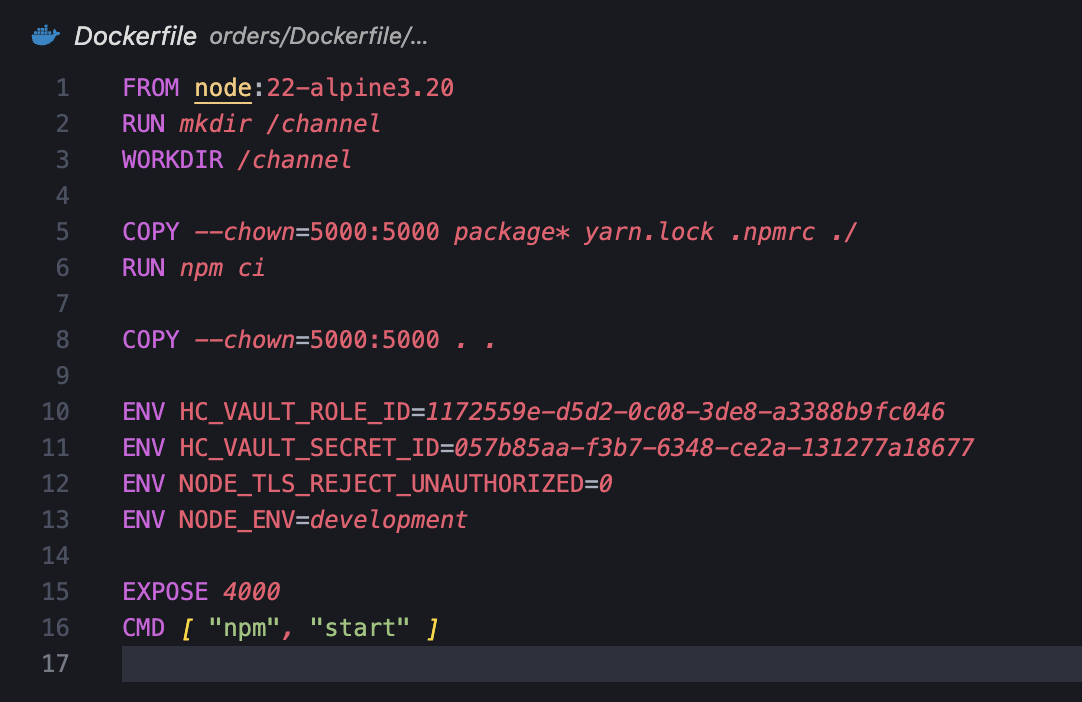 Dockerfile orders/Dockerfile/...
1 FROM node:22-alpine3.20
2 RUN mkdir /channel
3 WORKDIR /channel
4
5 COPY --chown=5000:5000 package* yarn.lock .npmrc ./
6 RUN npm ci
7
8 COPY --chown=5000:5000 . .
9
10 ENV HC_VAULT_ROLE_ID=1172559e-d5d2-0c08-3de8-a3388b9fc046
11 ENV HC_VAULT_SECRET_ID=057b85aa-f3b7-6348-ce2a-131277a18677
12 ENV NODE_TLS_REJECT_UNAUTHORIZED=0
13 ENV NODE_ENV=development
14
15 EXPOSE 4000
16 CMD [ "npm", "start" ]
17